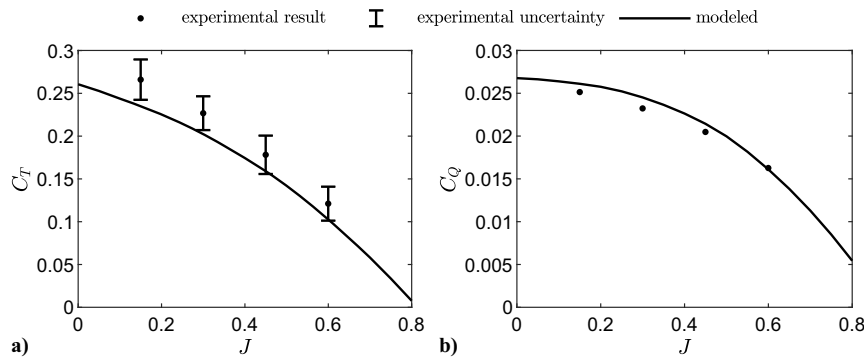 experimental result experimental uncertainty modeled
0.3
0.25
0.2
0.15
0.1
0.05
0
C_T
0 0.2 0.4 0.6 0.8
J
a)
0.03
0.025
0.02
0.015
0.01
0.005
0
C_Q
0 0.2 0.4 0.6 0.8
J
b)